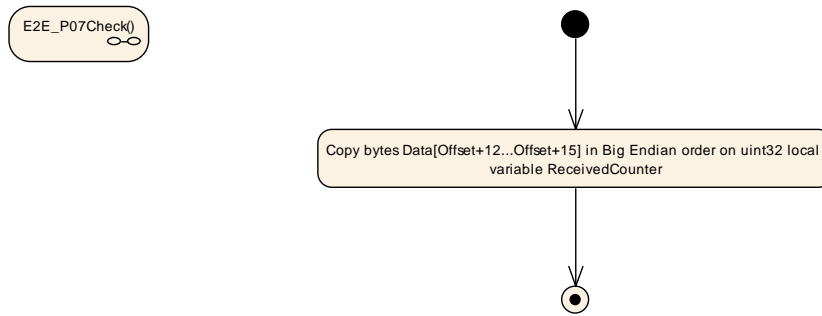 E2E_P07Check()
Copy bytes Data[Offset+12...Offset+15] in Big Endian order on uint32 local
variable ReceivedCounter